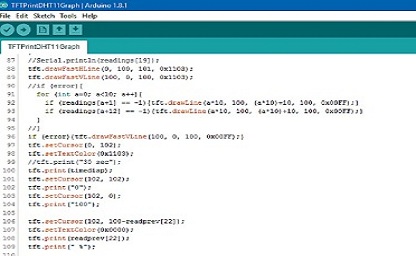 TFTPrintDHT11Graph | Arduino 1.8.1
File Edit Sketch Tools Help
TFTPrintDHT11Graph
87 //Serial.println(readings[19]);
88 tft.drawFastHLine(0, 100, 101, 0x1103);
89 tft.drawFastVLine(100, 0, 100, 0x1103);
90 //if (error){
91 for (int a=0; a<10; a++){
92 if (readings[a+1] == -1){tft.drawLine(a*10, 100, (a*10)+10, 100, 0x09FF);}
93 if (readings[a+12] == -1){tft.drawLine(a*10, 100, (a*10)+10, 100, 0x00FF);}
94 }
95 //}
96 if (error){tft.drawFastVLine(100, 0, 100, 0x00FF);}
97 tft.setCursor(0, 102);
98 tft.setTextColor(0x1103);
99 //tft.print("30 sec");
100 tft.print(timedisp);
101 tft.setCursor(102, 102);
102 tft.print("0");
103 tft.setCursor(102, 0);
104 tft.print("100");
105
106 tft.setCursor(102, 100-readprev[22]);
107 tft.setTextColor(0x0000);
108 tft.print(readprev[22]);
109 tft.print(" %");
110